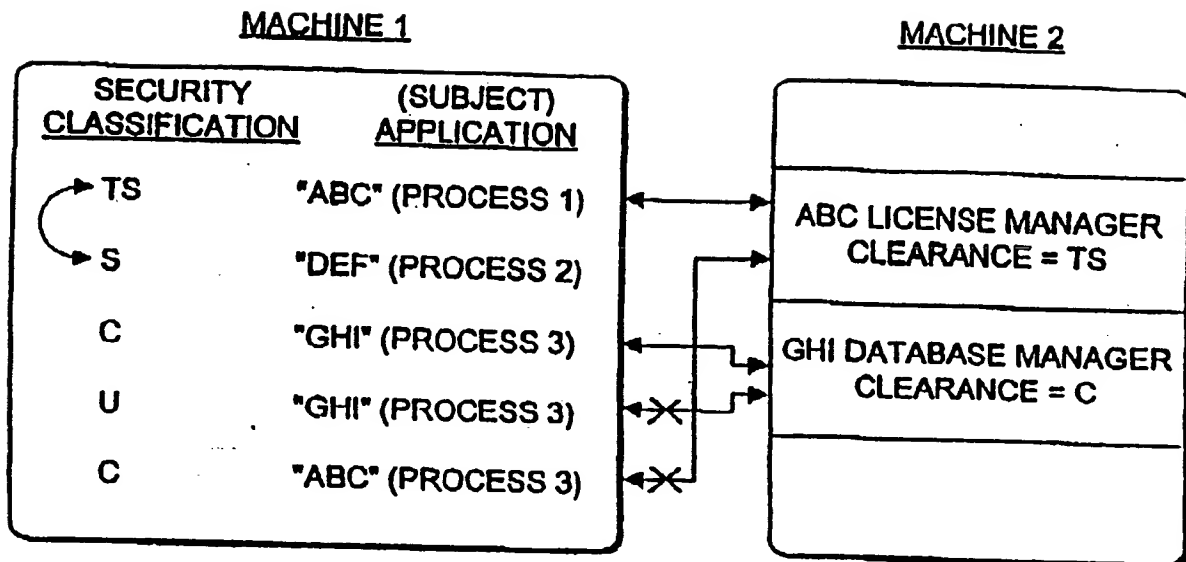 MACHINE 1
SECURITY CLASSIFICATION
(SUBJECT) APPLICATION
TS "ABC" (PROCESS 1)
S "DEF" (PROCESS 2)
C "GHI" (PROCESS 3)
U "GHI" (PROCESS 3)
C "ABC" (PROCESS 3)
MACHINE 2
ABC LICENSE MANAGER
CLEARANCE = TS
GHI DATABASE MANAGER
CLEARANCE = C